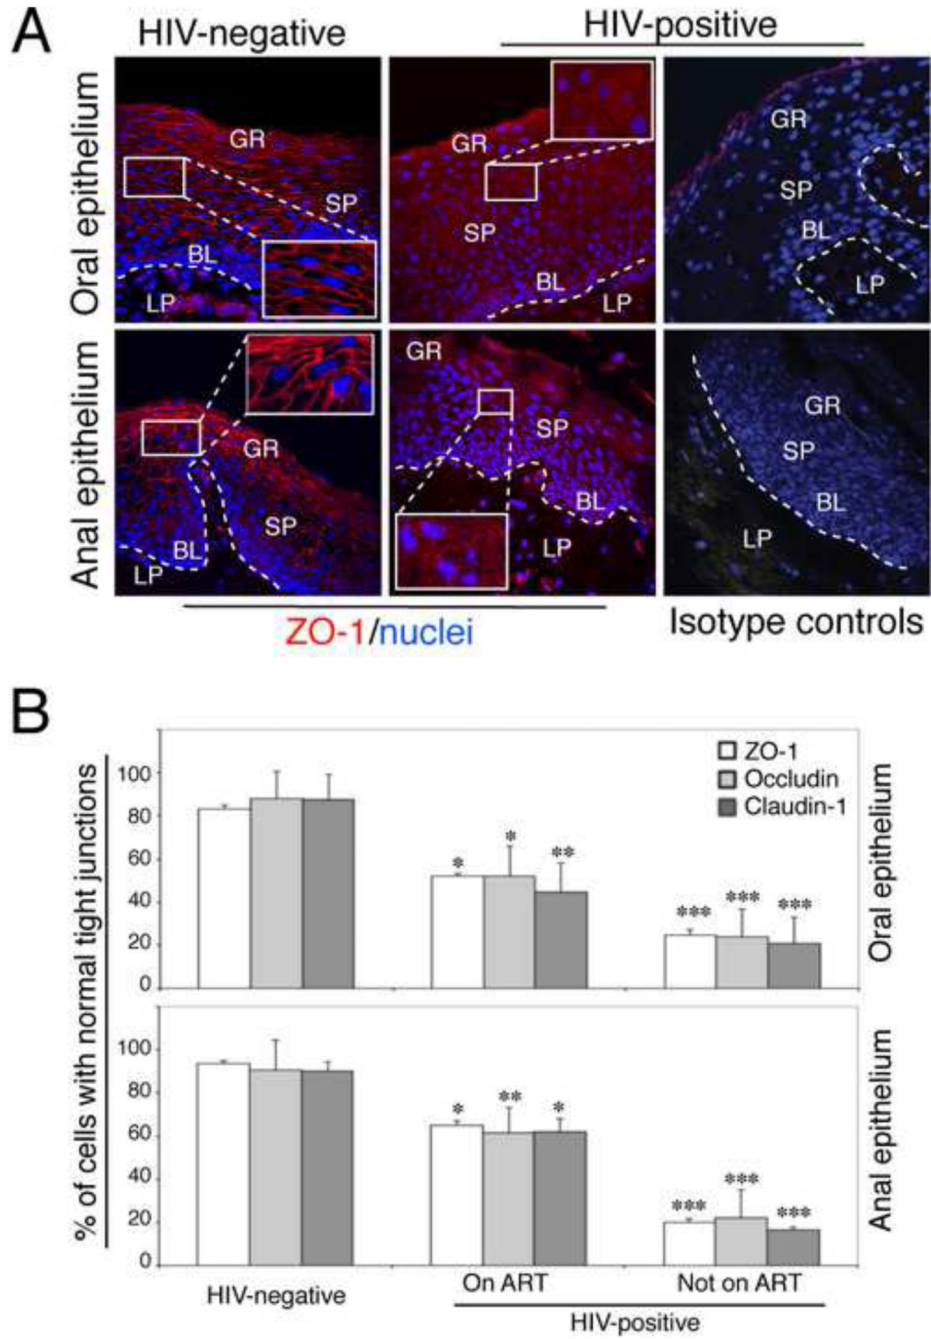 A
HIV-negative
HIV-positive
Oral epithelium
GR
SP
BL
LP
GR
SP
BL
LP
GR
SP
BL
LP
Anal epithelium
GR
SP
BL
LP
GR
SP
BL
LP
GR
SP
BL
LP
ZO-1/nuclei
Isotype controls
B
% of cells with normal tight junctions
100
80
60
40
20
0
ZO-1
Occludin
Claudin-1
* * **
*** *** ***
Oral epithelium
100
80
60
40
20
0
* ** *
*** *** ***
Anal epithelium
HIV-negative
On ART
Not on ART
HIV-positive